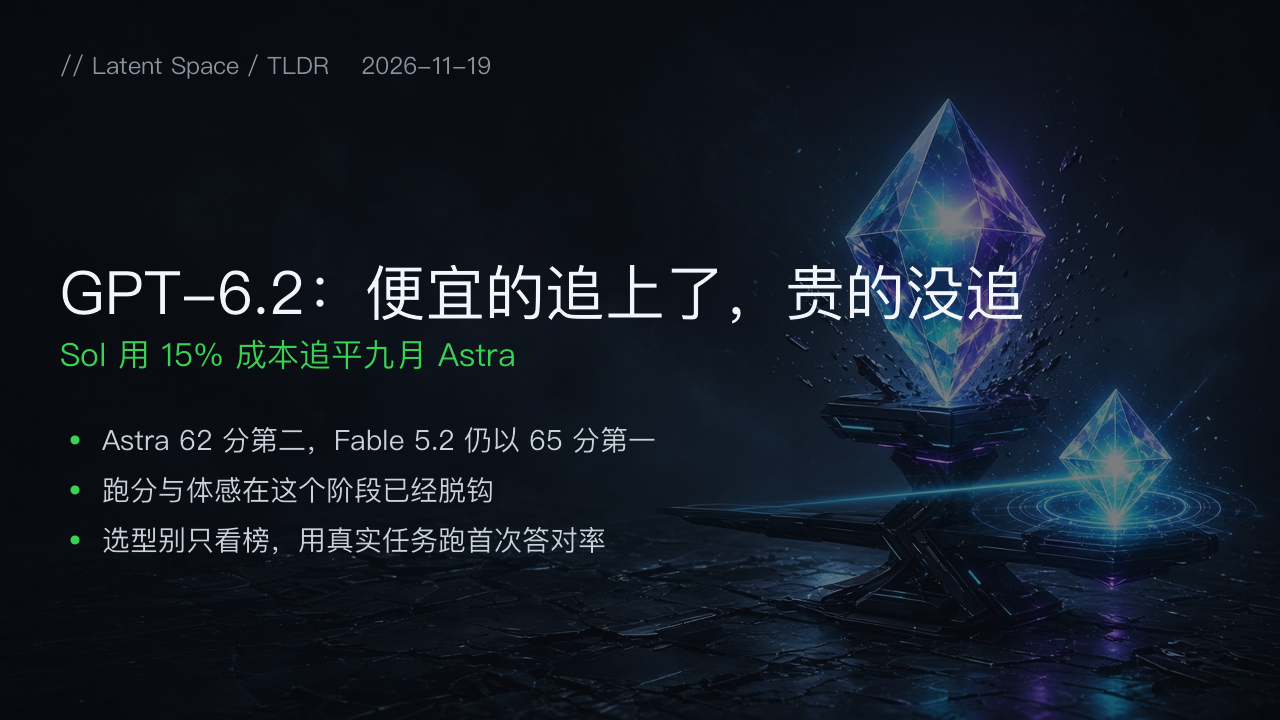 // Latent Space / TLDR 2026-11-19
GPT-6.2：便宜的追上了，贵的没追
Sol 用 15% 成本追平九月 Astra
• Astra 62 分第二，Fable 5.2 仍以 65 分第一
• 跑分与体感在这个阶段已经脱钩
• 选型别只看榜，用真实任务跑首次答对率